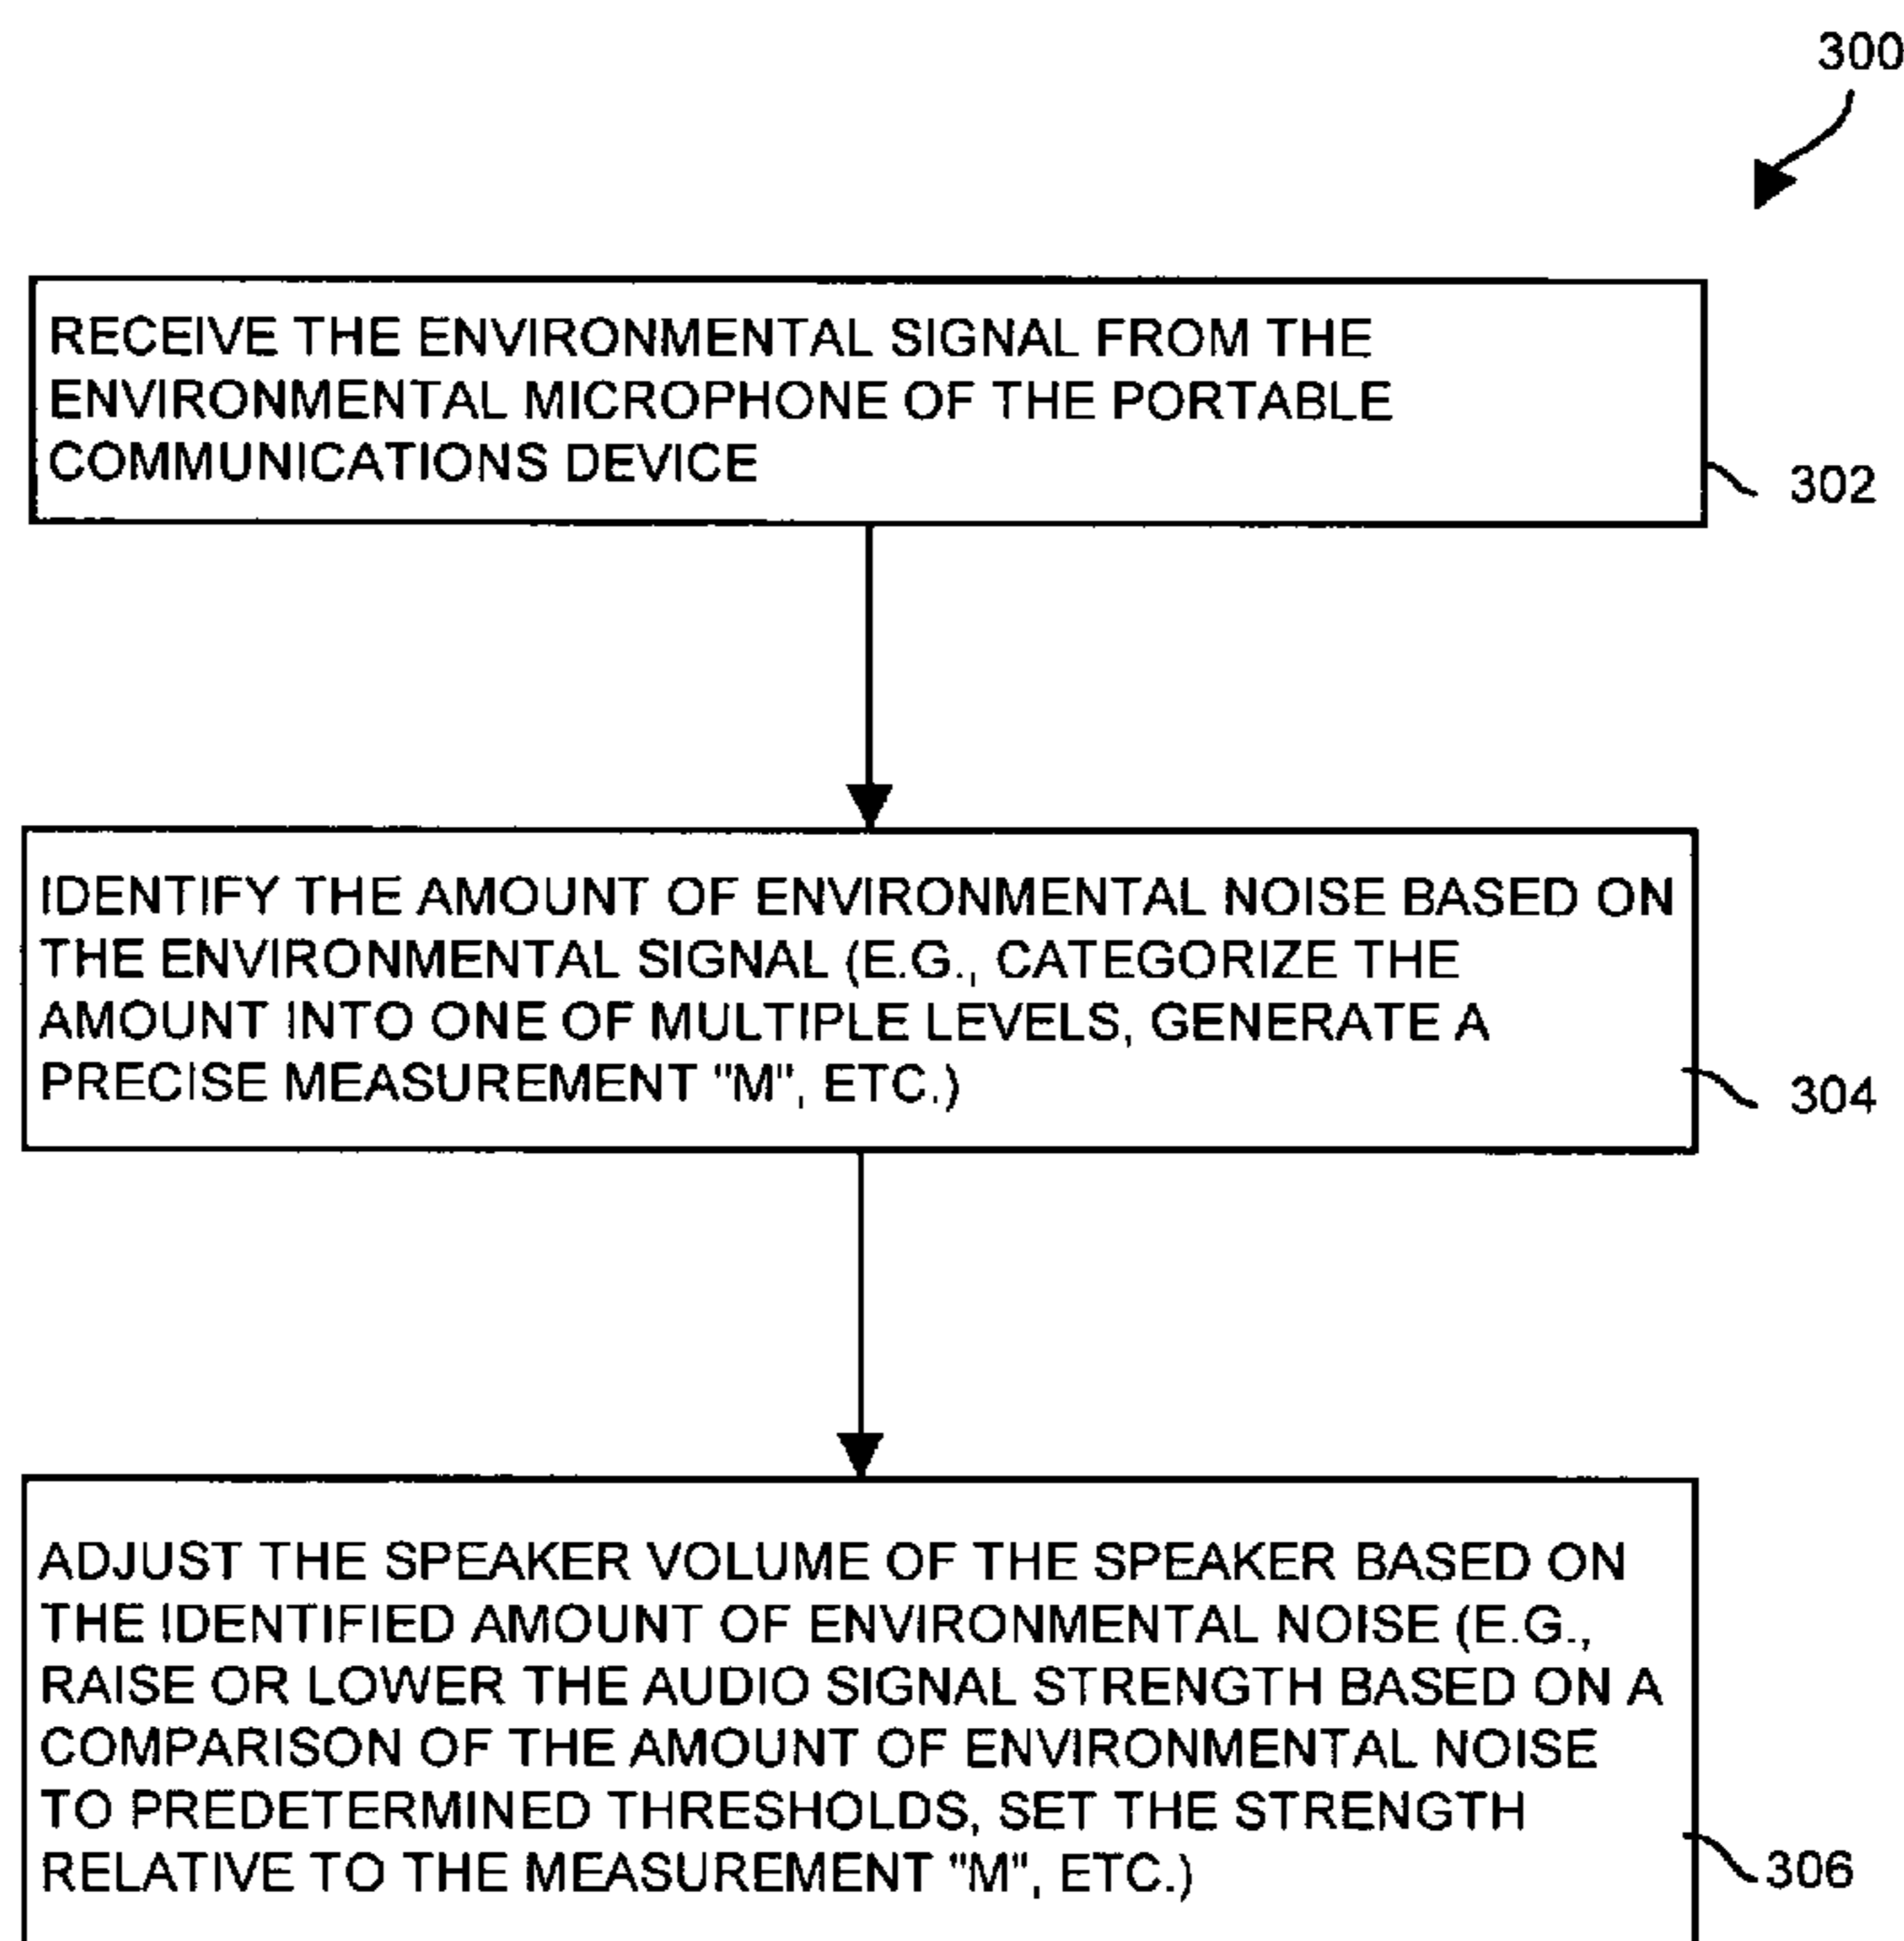 300
RECEIVE THE ENVIRONMENTAL SIGNAL FROM THE
ENVIRONMENTAL MICROPHONE OF THE PORTABLE
COMMUNICATIONS DEVICE
302
IDENTIFY THE AMOUNT OF ENVIRONMENTAL NOISE BASED ON
THE ENVIRONMENTAL SIGNAL (E.G., CATEGORIZE THE
AMOUNT INTO ONE OF MULTIPLE LEVELS, GENERATE A
PRECISE MEASUREMENT "M", ETC.)
304
ADJUST THE SPEAKER VOLUME OF THE SPEAKER BASED ON
THE IDENTIFIED AMOUNT OF ENVIRONMENTAL NOISE (E.G.,
RAISE OR LOWER THE AUDIO SIGNAL STRENGTH BASED ON A
COMPARISON OF THE AMOUNT OF ENVIRONMENTAL NOISE
TO PREDETERMINED THRESHOLDS, SET THE STRENGTH
RELATIVE TO THE MEASUREMENT "M", ETC.)
306